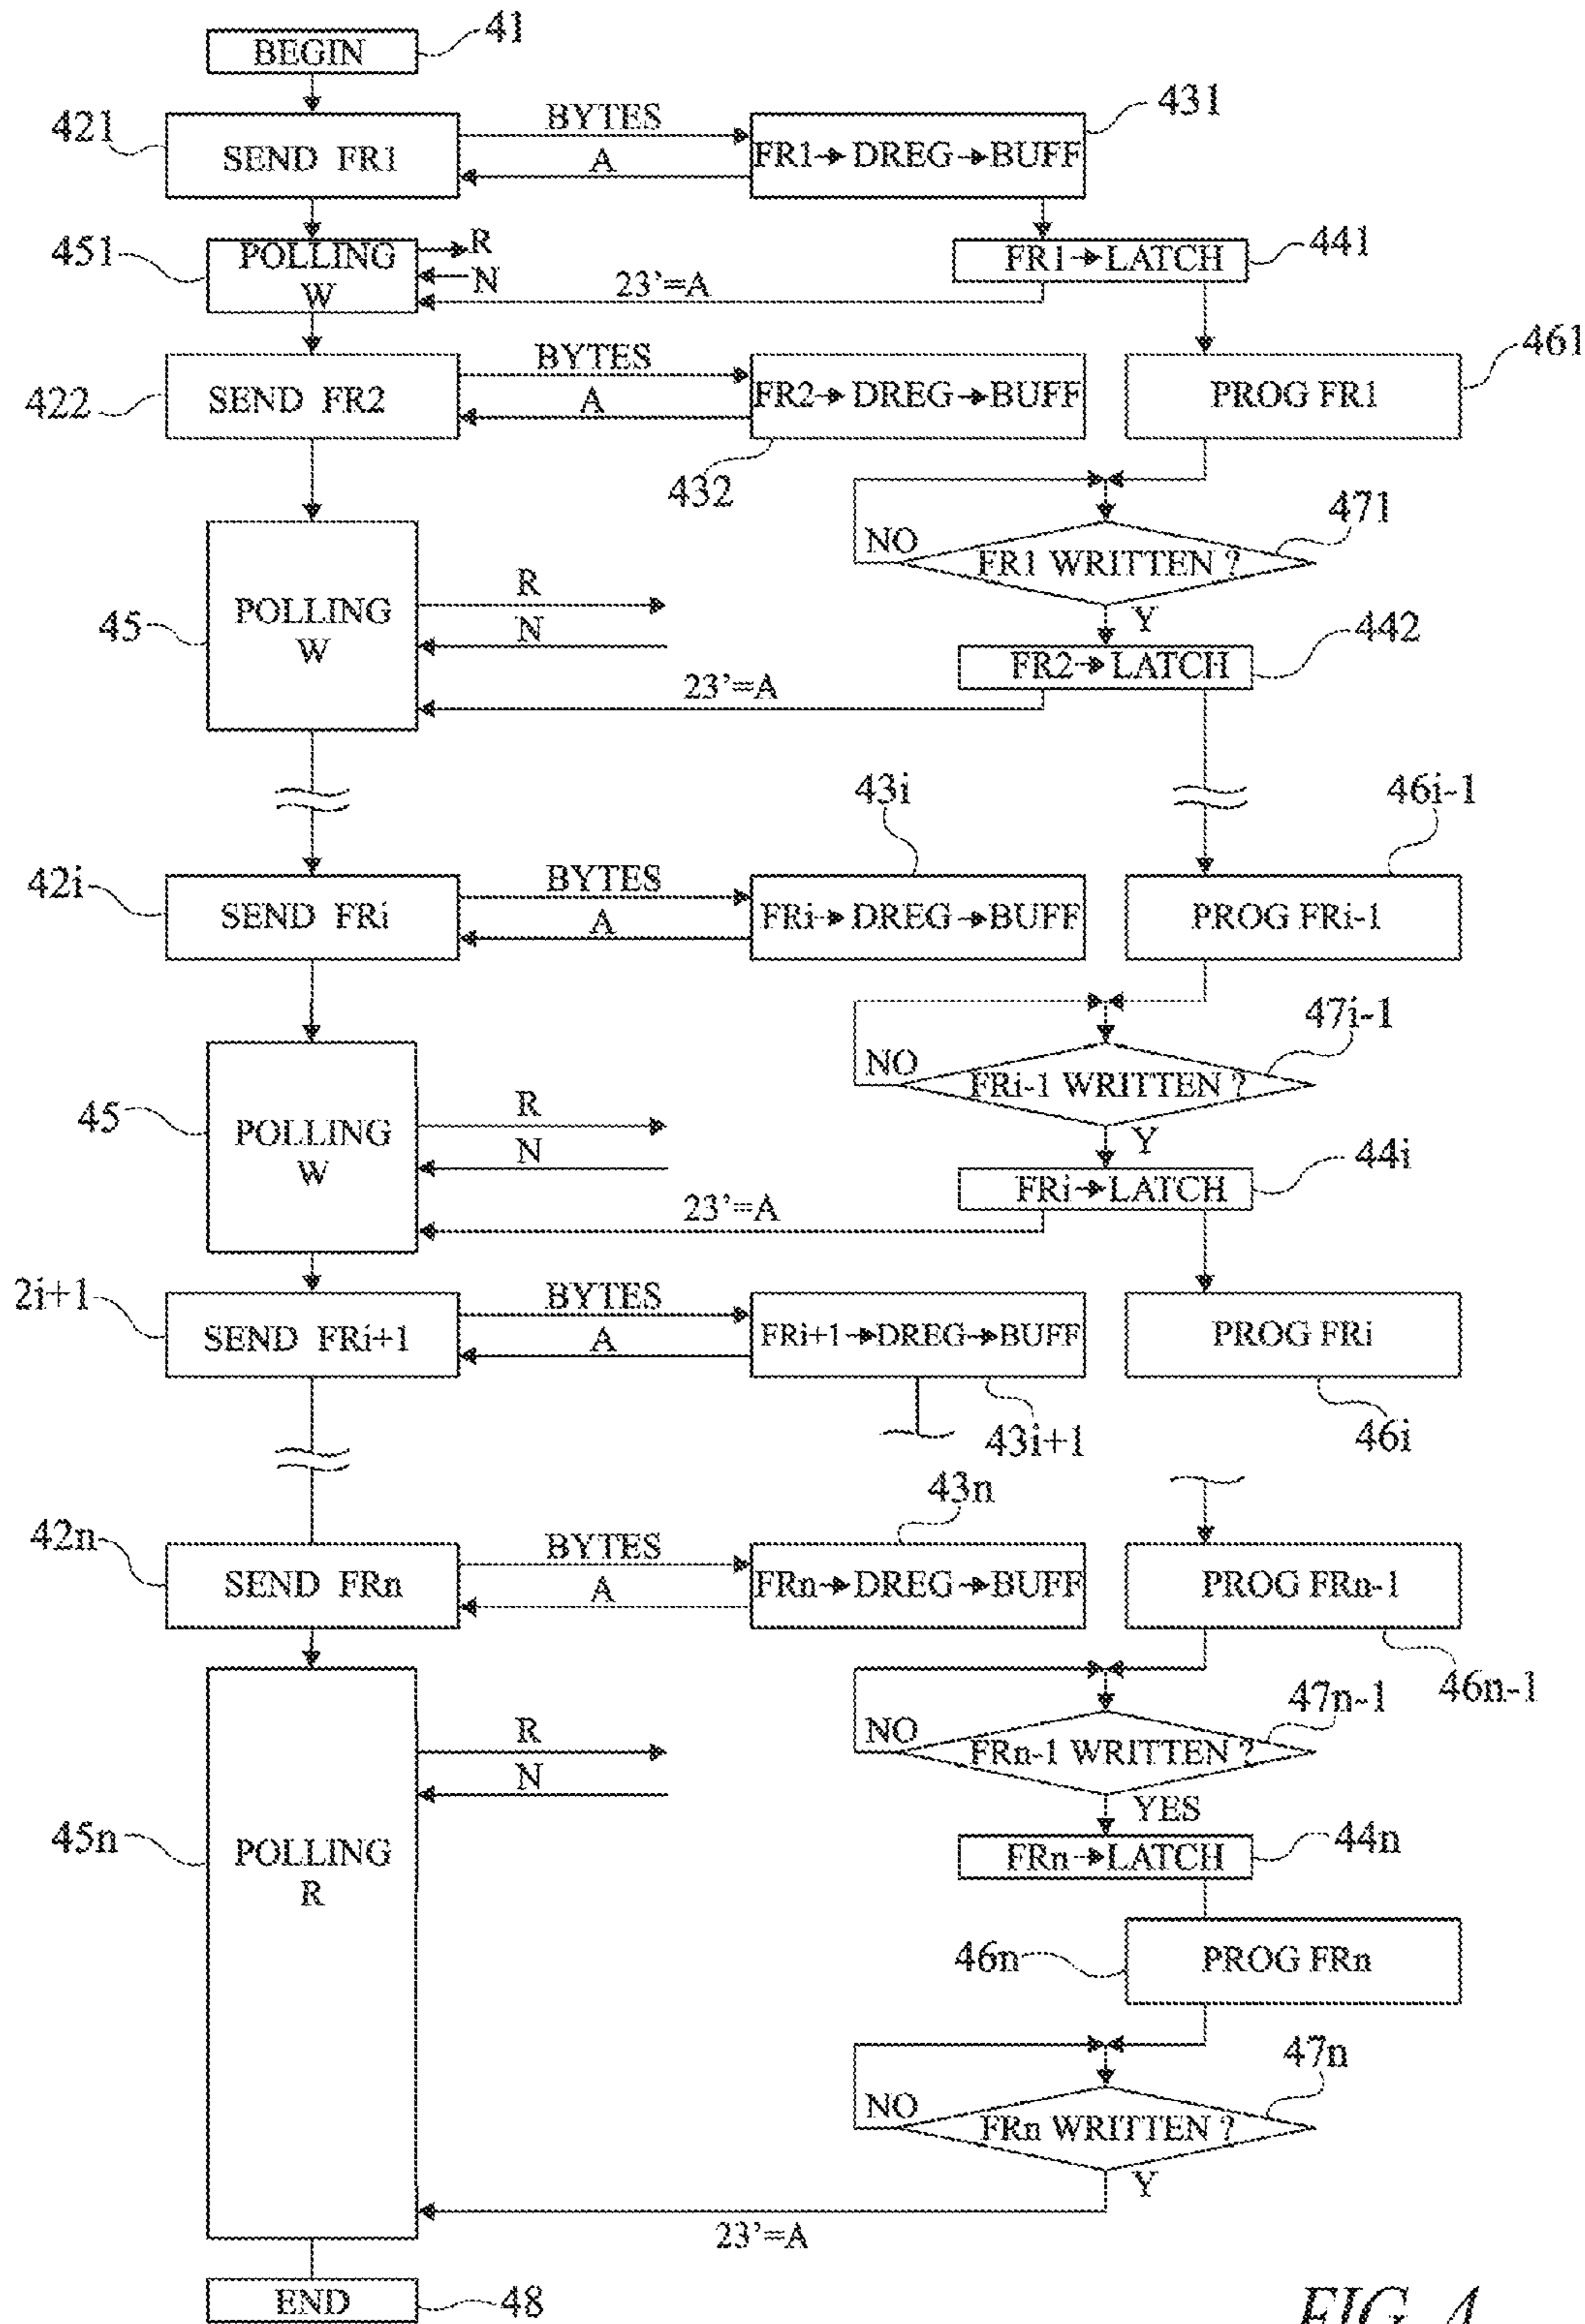 BEGIN
41
421
SEND FR1
BYTES
A
FR1→DREG→BUFF
431
451
POLLING
W
R
N
23'=A
FR1→LATCH
441
422
SEND FR2
BYTES
A
FR2→DREG→BUFF
432
PROG FR1
461
NO
FR1 WRITTEN ?
471
Y
45
POLLING
W
R
N
23'=A
FR2→LATCH
442
43i
46i-1
42i
SEND FRi
BYTES
A
FRi→DREG→BUFF
PROG FRi-1
NO
FRi-1 WRITTEN ?
47i-1
Y
45
POLLING
W
R
N
23'=A
FRi→LATCH
44i
2i+1
SEND FRi+1
BYTES
A
FRi+1→DREG→BUFF
43i+1
PROG FRi
46i
43n
42n
SEND FRn
BYTES
A
FRn→DREG→BUFF
PROG FRn-1
46n-1
NO
FRn-1 WRITTEN ?
47n-1
YES
45n
POLLING
R
R
N
FRn→LATCH
44n
46n
PROG FRn
NO
FRn WRITTEN ?
47n
Y
23'=A
END
48
FIG. 4